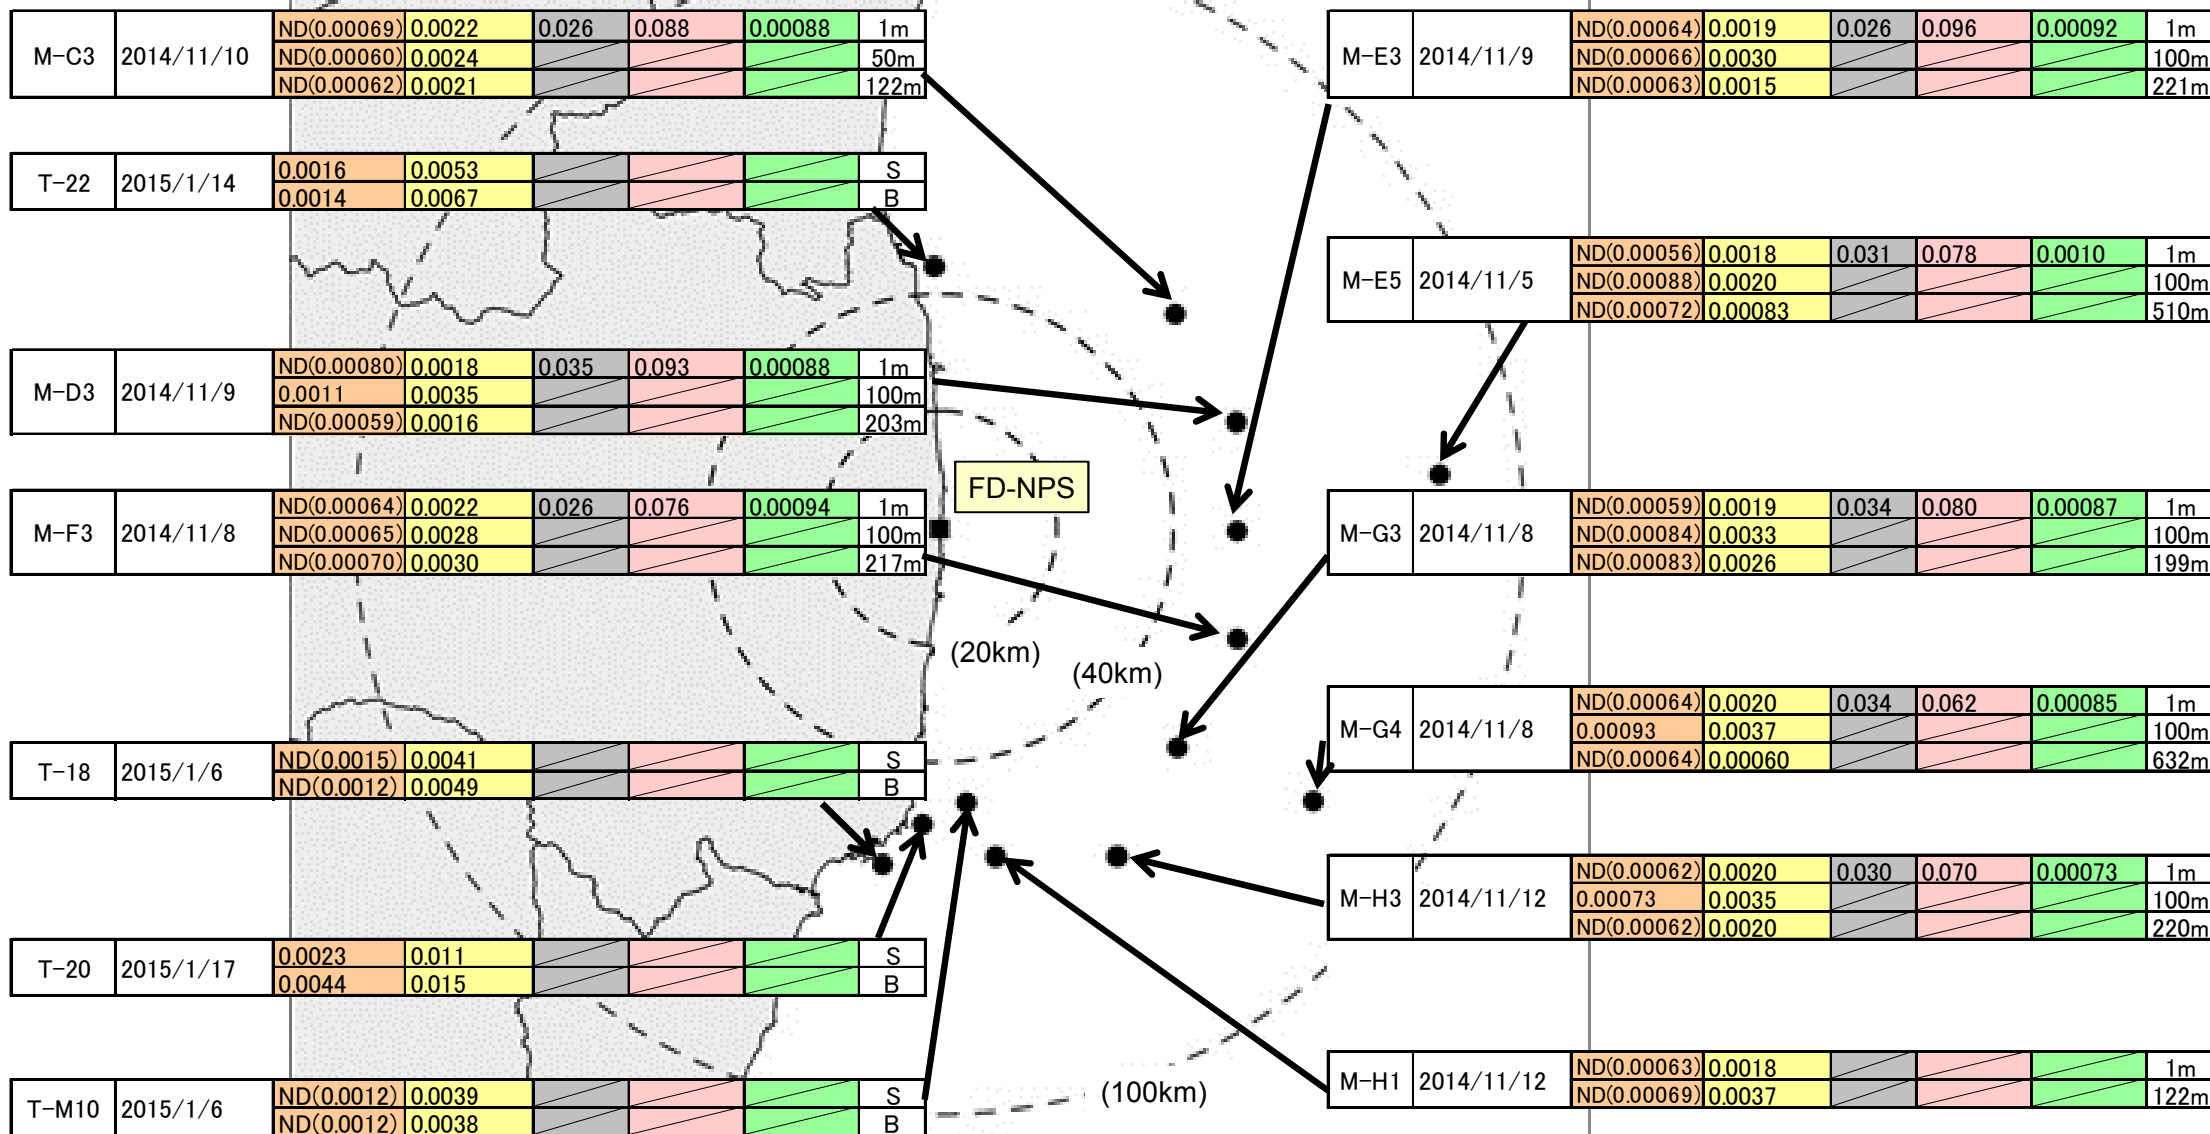 M-C3 2014/11/10 ND(0.00069) 0.0022 0.026 0.088 0.00088 1m
ND(0.00060) 0.0024 50m
ND(0.00062) 0.0021 122m
T-22 2015/1/14 0.0016 0.0053 S
0.0014 0.0067 B
M-D3 2014/11/9 ND(0.00080) 0.0018 0.035 0.093 0.00088 1m
0.0011 0.0035 100m
ND(0.00059) 0.0016 203m
M-F3 2014/11/8 ND(0.00064) 0.0022 0.026 0.076 0.00094 1m
ND(0.00065) 0.0028 100m
ND(0.00070) 0.0030 217m
T-18 2015/1/6 ND(0.0015) 0.0041 S
ND(0.0012) 0.0049 B
T-20 2015/1/17 0.0023 0.011 S
0.0044 0.015 B
T-M10 2015/1/6 ND(0.0012) 0.0039 S
ND(0.0012) 0.0038 B
FD-NPS
(20km)
(40km)
(100km)
M-E3 2014/11/9 ND(0.00064) 0.0019 0.026 0.096 0.00092 1m
ND(0.00066) 0.0030 100m
ND(0.00063) 0.0015 221m
M-E5 2014/11/5 ND(0.00056) 0.0018 0.031 0.078 0.0010 1m
ND(0.00088) 0.0020 100m
ND(0.00072) 0.00083 510m
M-G3 2014/11/8 ND(0.00059) 0.0019 0.034 0.080 0.00087 1m
ND(0.00084) 0.0033 100m
ND(0.00083) 0.0026 199m
M-G4 2014/11/8 ND(0.00064) 0.0020 0.034 0.062 0.00085 1m
0.00093 0.0037 100m
ND(0.00064) 0.00060 632m
M-H3 2014/11/12 ND(0.00062) 0.0020 0.030 0.070 0.00073 1m
0.00073 0.0035 100m
ND(0.00062) 0.0020 220m
M-H1 2014/11/12 ND(0.00063) 0.0018 1m
ND(0.00069) 0.0037 122m